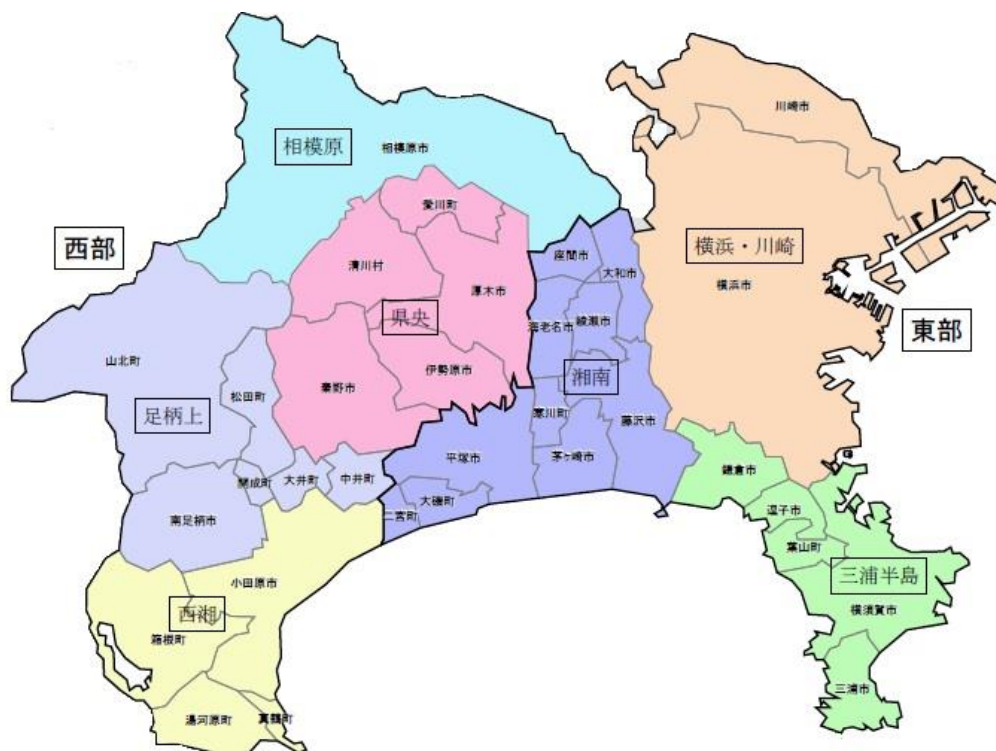 川崎市
相模原
相模原市
愛川町
西部
横浜・川崎
座間市
大和市
清川村
横浜市
厚木市
県央
海老名市
綾瀬市
東部
山北町
伊勢原市
湘南
秦野市
松田町
足柄上
寒川町
藤沢市
平塚市
茅ヶ崎市
鎌倉市
開成町
大井町
中井町
大磯町
二宮町
逗子市
南足柄市
葉山町
三浦半島
小田原市
横須賀市
西湘
箱根町
三浦市
湯河原町
真鶴町